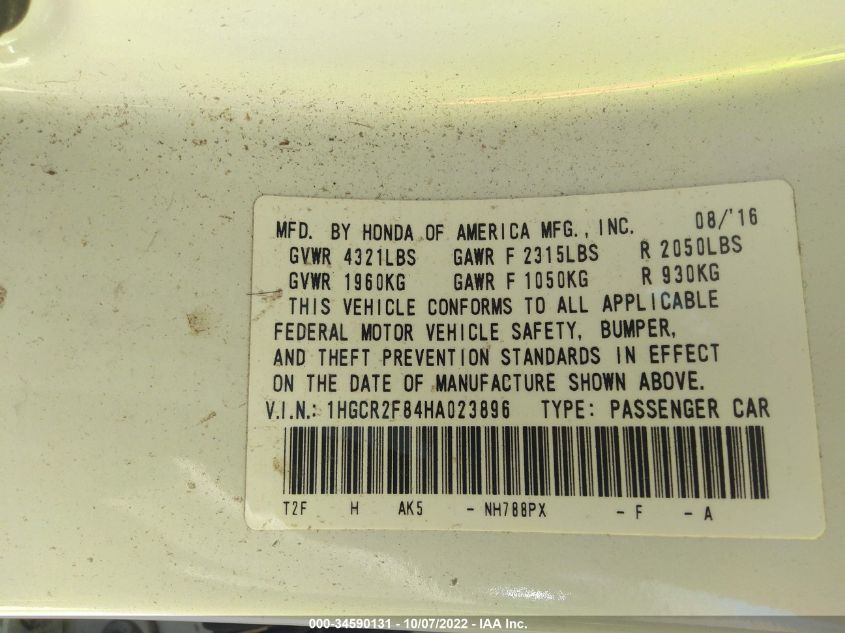 MFD. BY HONDA OF AMERICA MFG., INC. 08/'16
GVWR 4321LBS GAWR F 2315LBS R 2050LBS
GVWR 1960KG GAWR F 1050KG R 930KG
THIS VEHICLE CONFORMS TO ALL APPLICABLE
FEDERAL MOTOR VEHICLE SAFETY, BUMPER,
AND THEFT PREVENTION STANDARDS IN EFFECT
ON THE DATE OF MANUFACTURE SHOWN ABOVE.
V.I.N.: 1HGCR2F84HA023896 TYPE: PASSENGER CAR
T2F H AK5 - NH788PX - F - A
000-34590131 - 10/07/2022 - IAA Inc.